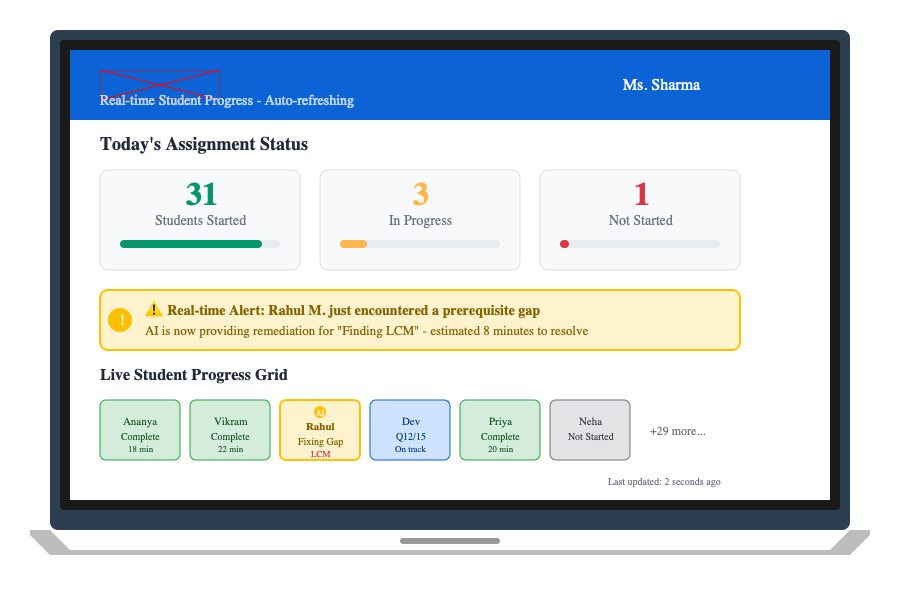 Real-time Student Progress - Auto-refreshing
Ms. Sharma
Today's Assignment Status
31
Students Started
3
In Progress
1
Not Started
! ⚠ Real-time Alert: Rahul M. just encountered a prerequisite gap
AI is now providing remediation for "Finding LCM" - estimated 8 minutes to resolve
Live Student Progress Grid
Ananya
Complete
18 min
Vikram
Complete
22 min
AI
Rahul
Fixing Gap
LCM
Dev
Q12/15
On track
Priya
Complete
20 min
Neha
Not Started
+29 more...
Last updated: 2 seconds ago